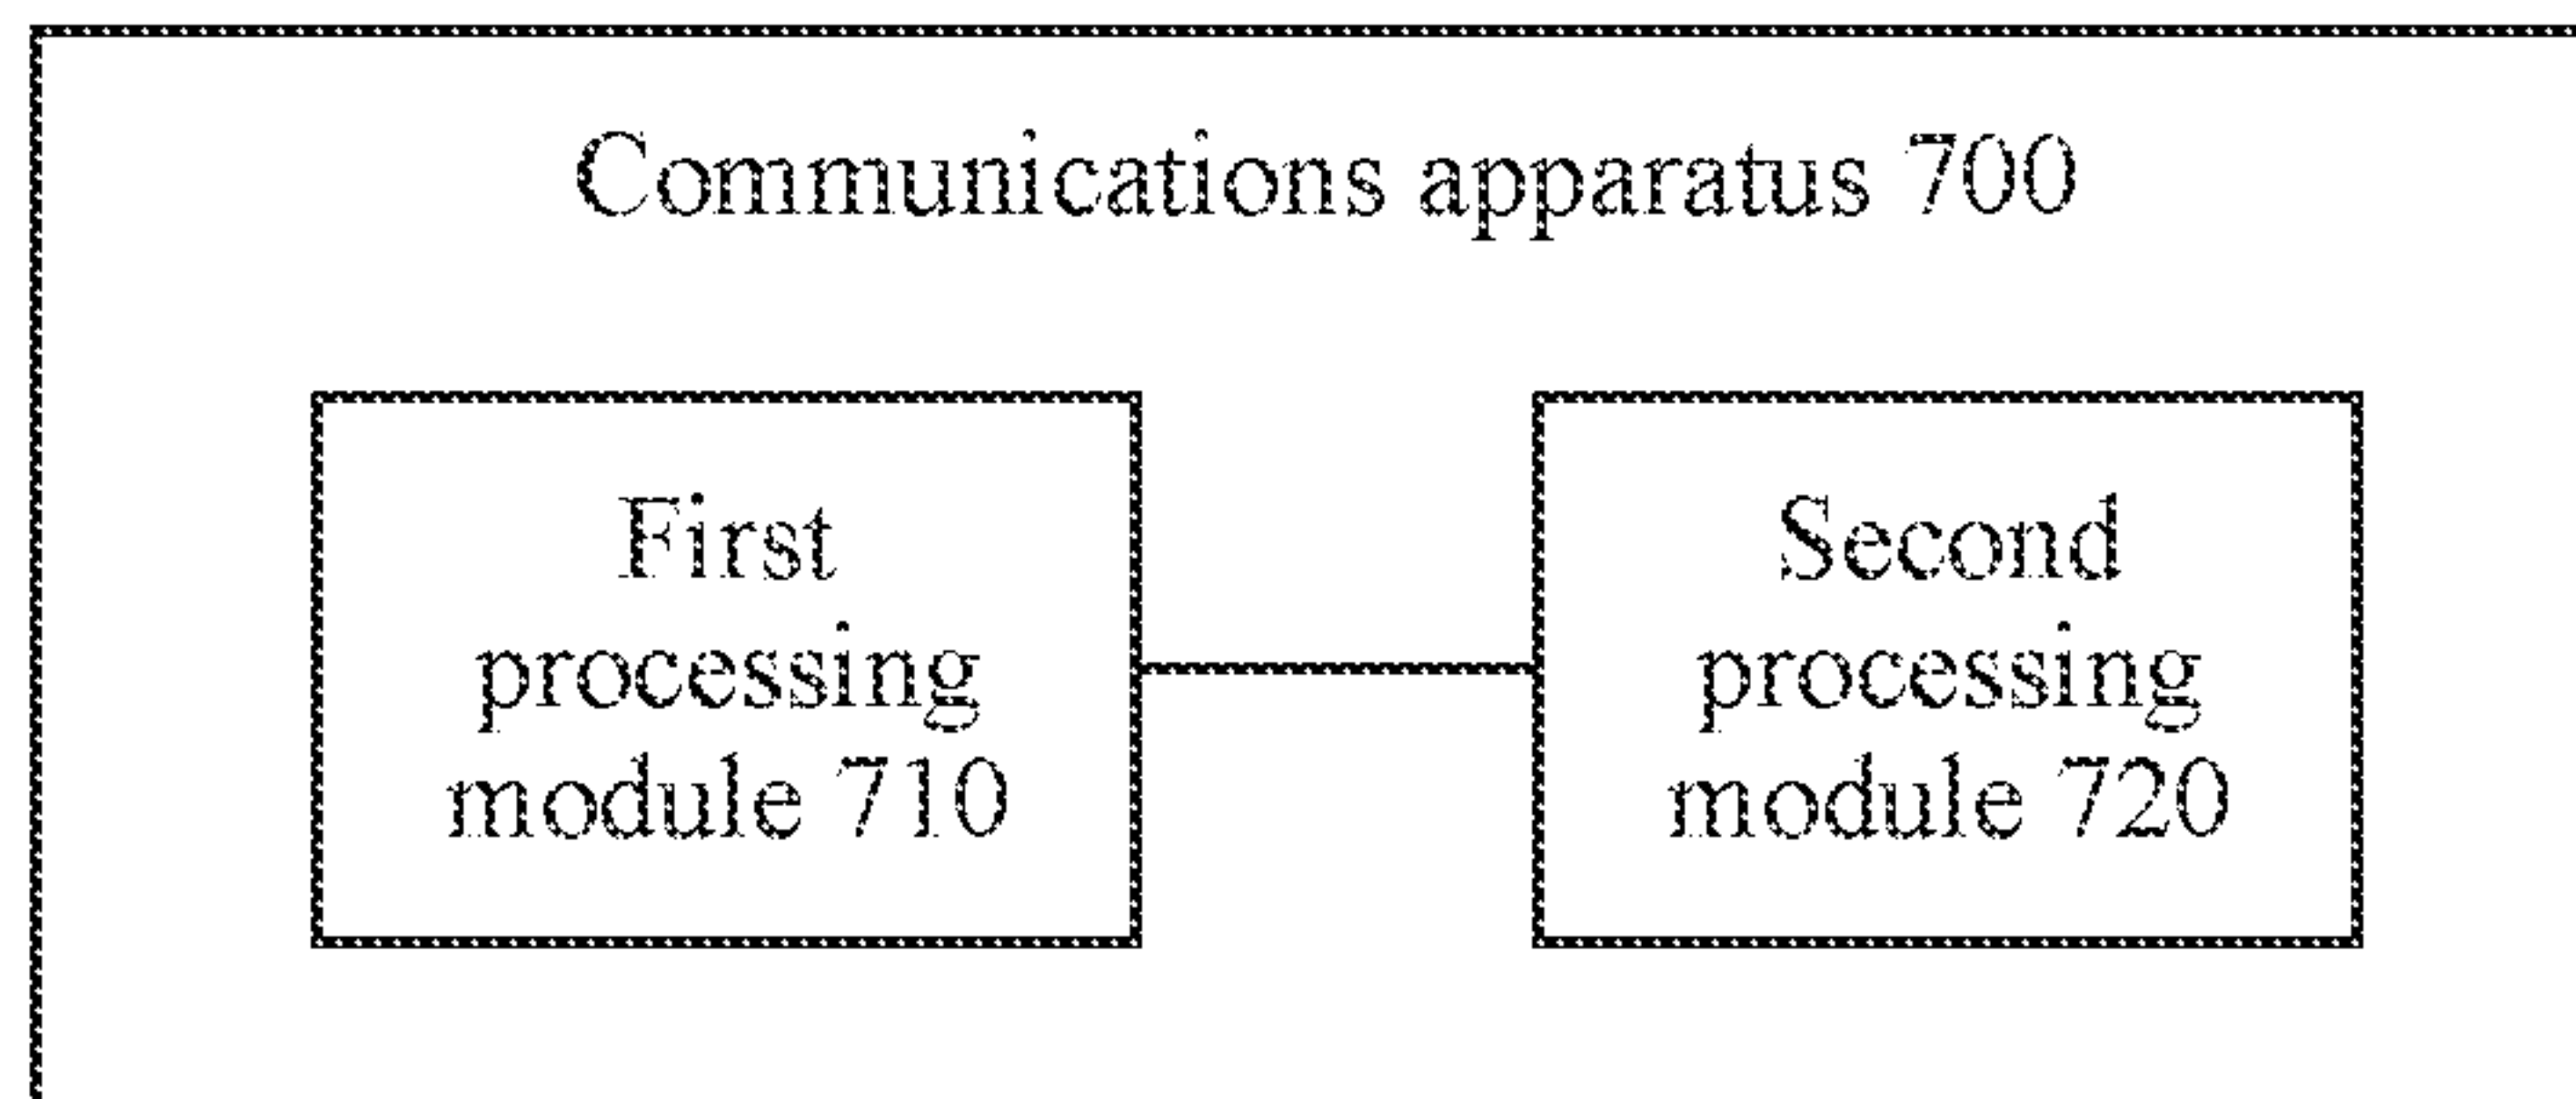 Communications apparatus 700
First
processing
module 710
Second
processing
module 720